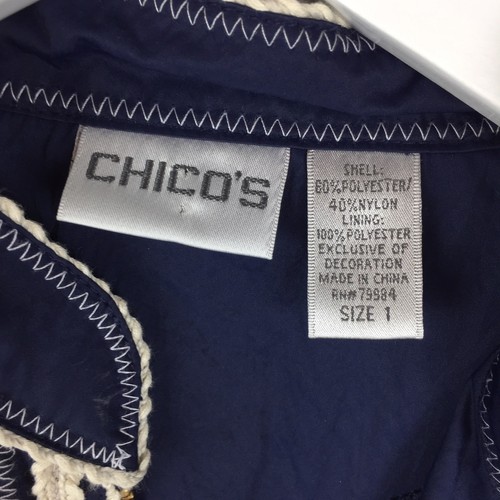 CHICO'S
SHELL:
60%POLYESTER/
40%NYLON
LINING:
100%POLYESTER
EXCLUSIVE OF
DECORATION
MADE IN CHINA
RN#79984
SIZE 1